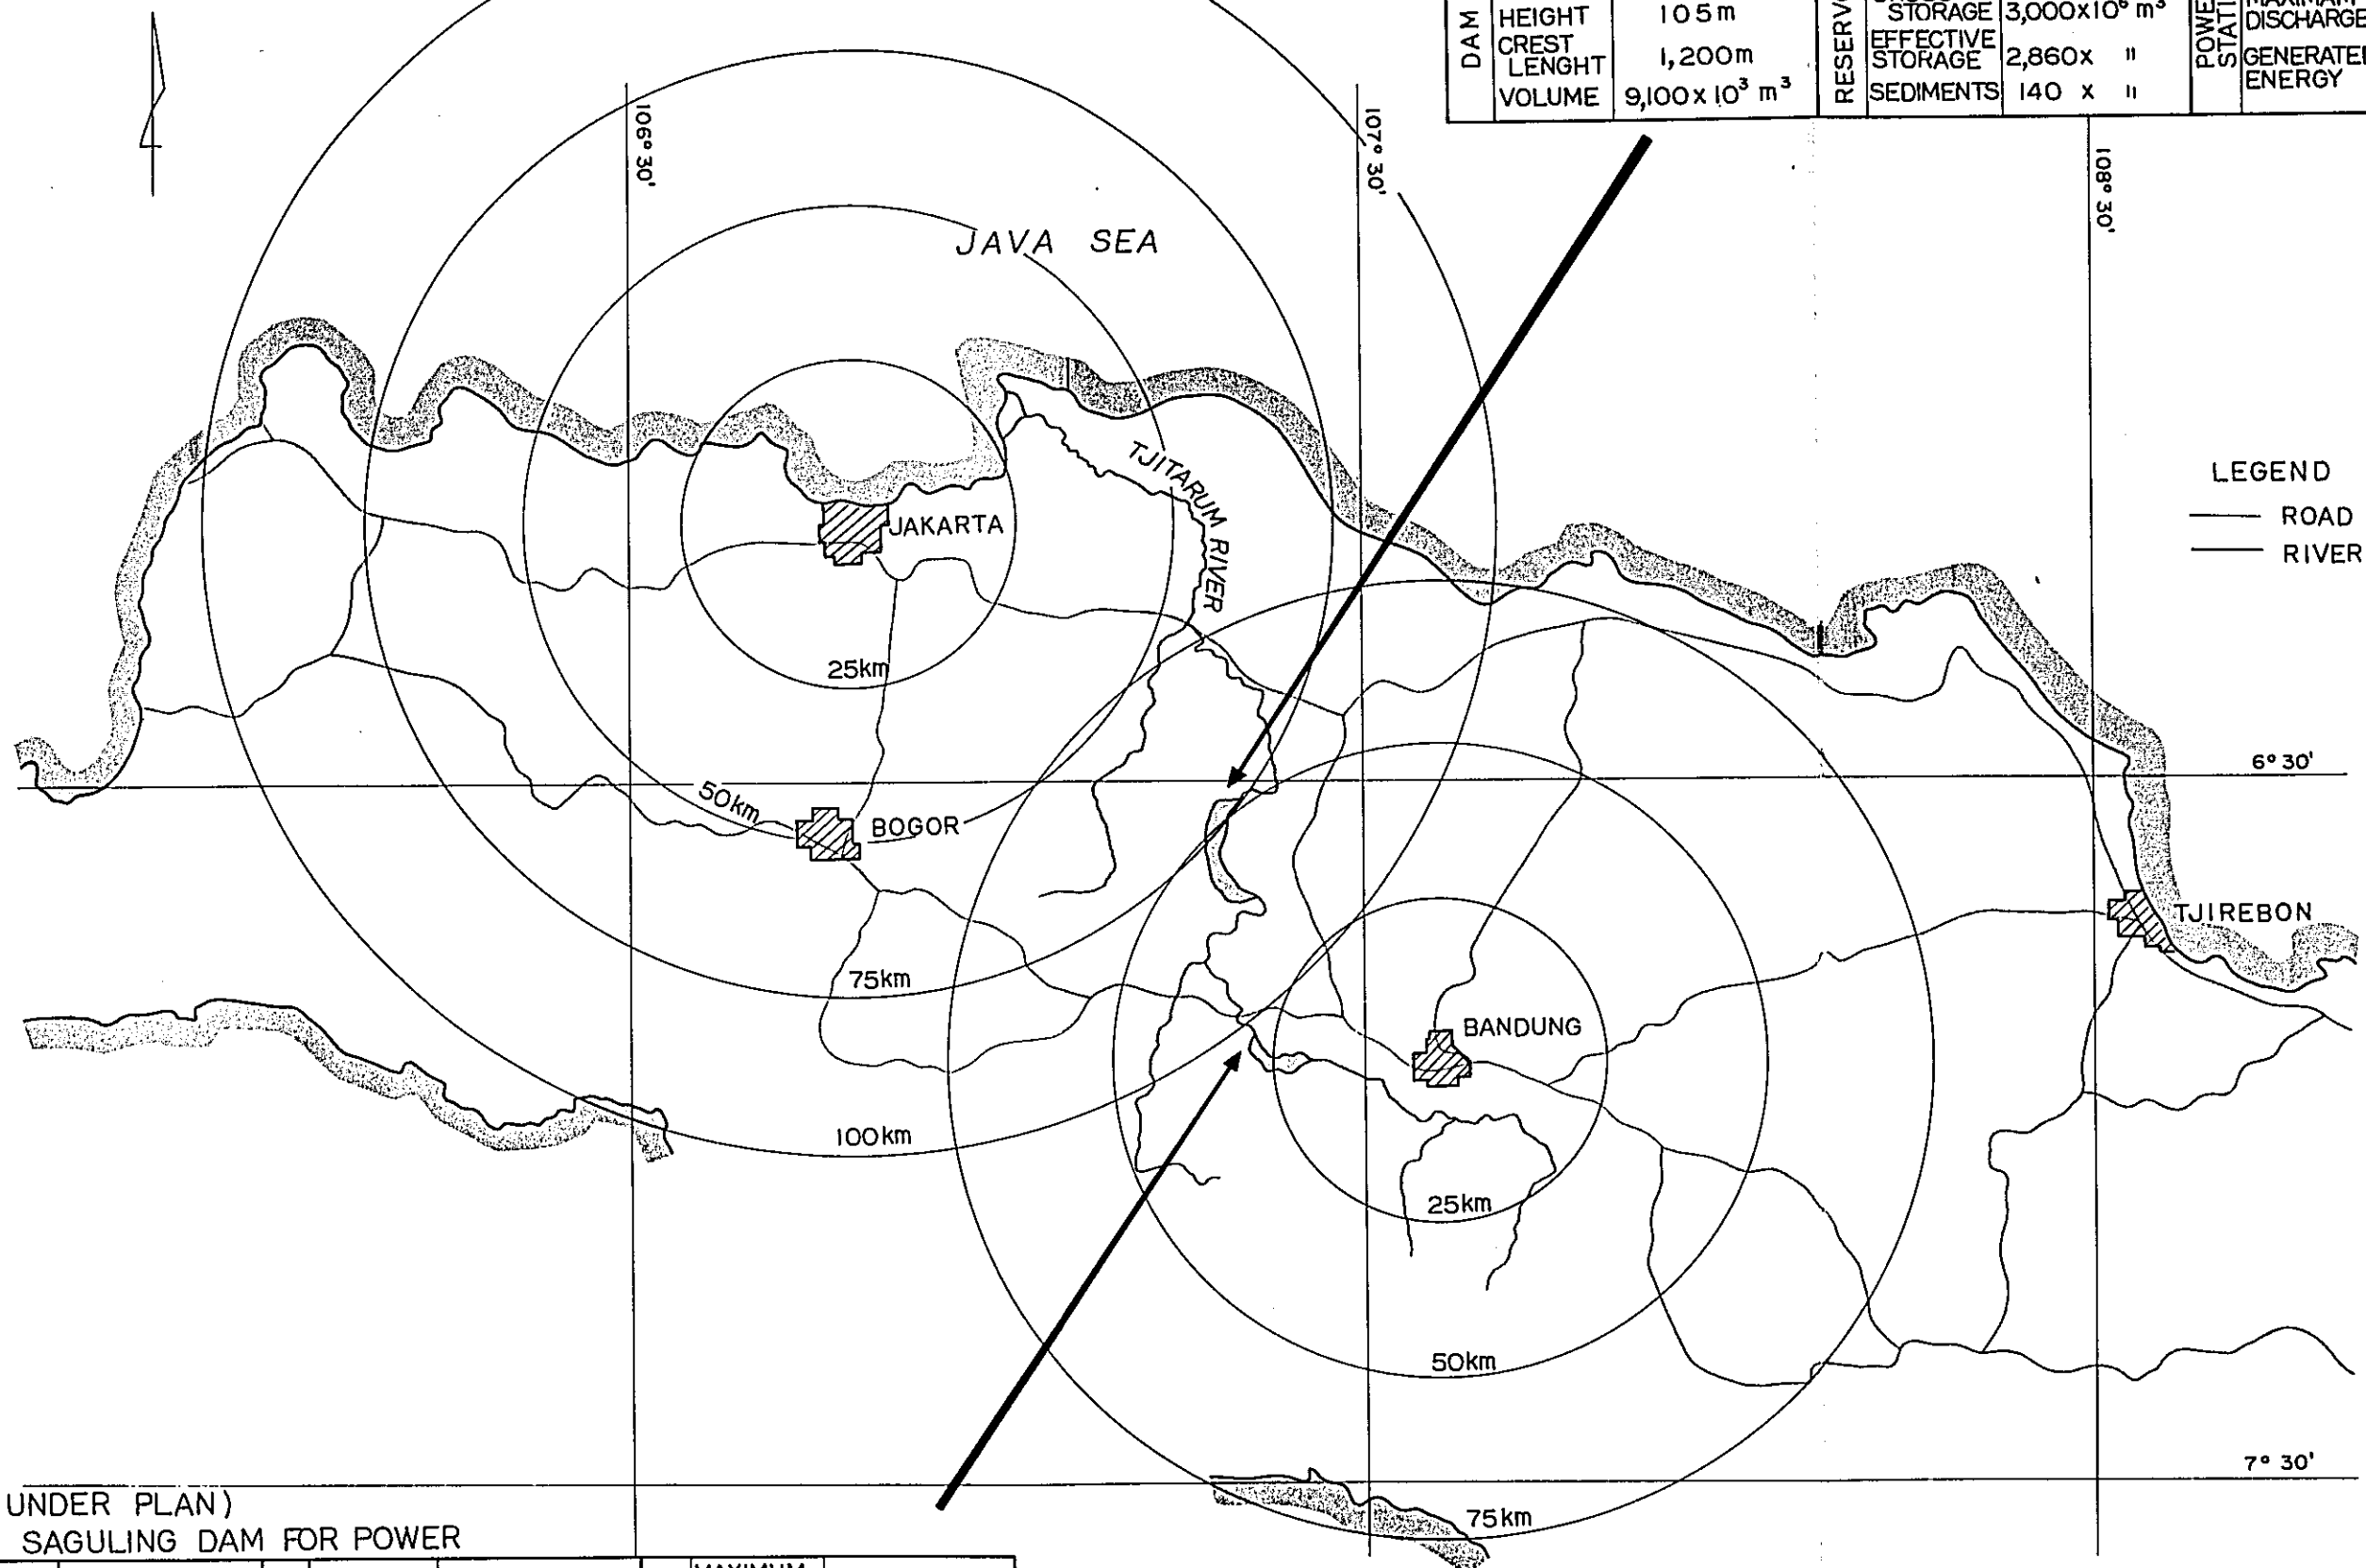 DAM
HEIGHT 105m
CREST LENGHT 1,200m
VOLUME 9,100x10³ m³
STORAGE 3,000x10⁶ m³
EFFECTIVE STORAGE 2,860x "
SEDIMENTS 140 x "
DISCHARGE
GENERATED
ENERGY
106° 30'
107° 30'
108° 30'
JAVA SEA
TJITARUM RIVER
LEGEND
ROAD
RIVER
JAKARTA
25km
6° 30'
50km
BOGOR
TJIREBON
75km
BANDUNG
100km
25km
50km
7° 30'
75km
UNDER PLAN)
SAGULING DAM FOR POWER
MAXIMUM